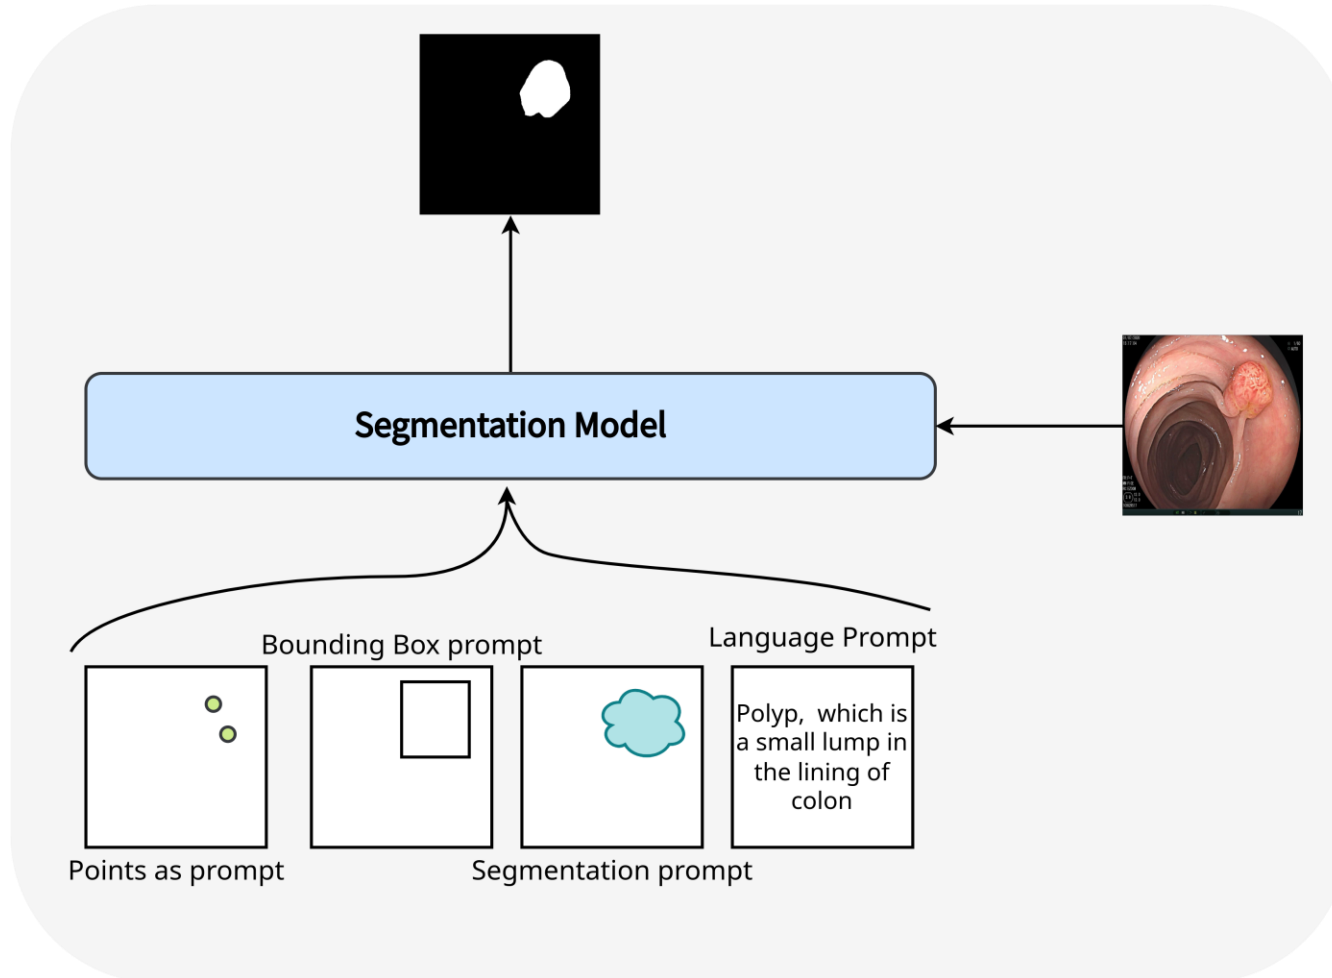 Segmentation Model
Bounding Box prompt
Language Prompt
Polyp,  which is
a small lump in
the lining of
colon
Points as prompt
Segmentation prompt